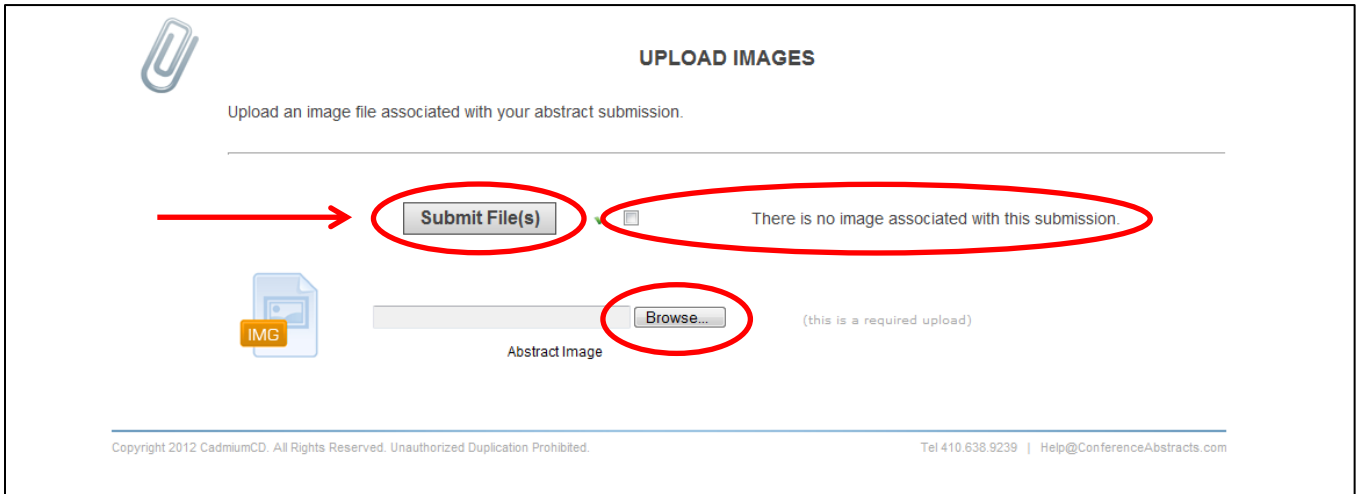 UPLOAD IMAGES
Upload an image file associated with your abstract submission.
Submit File(s) There is no image associated with this submission.
IMG Browse... (this is a required upload)
Abstract Image
Copyright 2012 CadmiumCD. All Rights Reserved. Unauthorized Duplication Prohibited. Tel 410.638.9239 | Help@ConferenceAbstracts.com